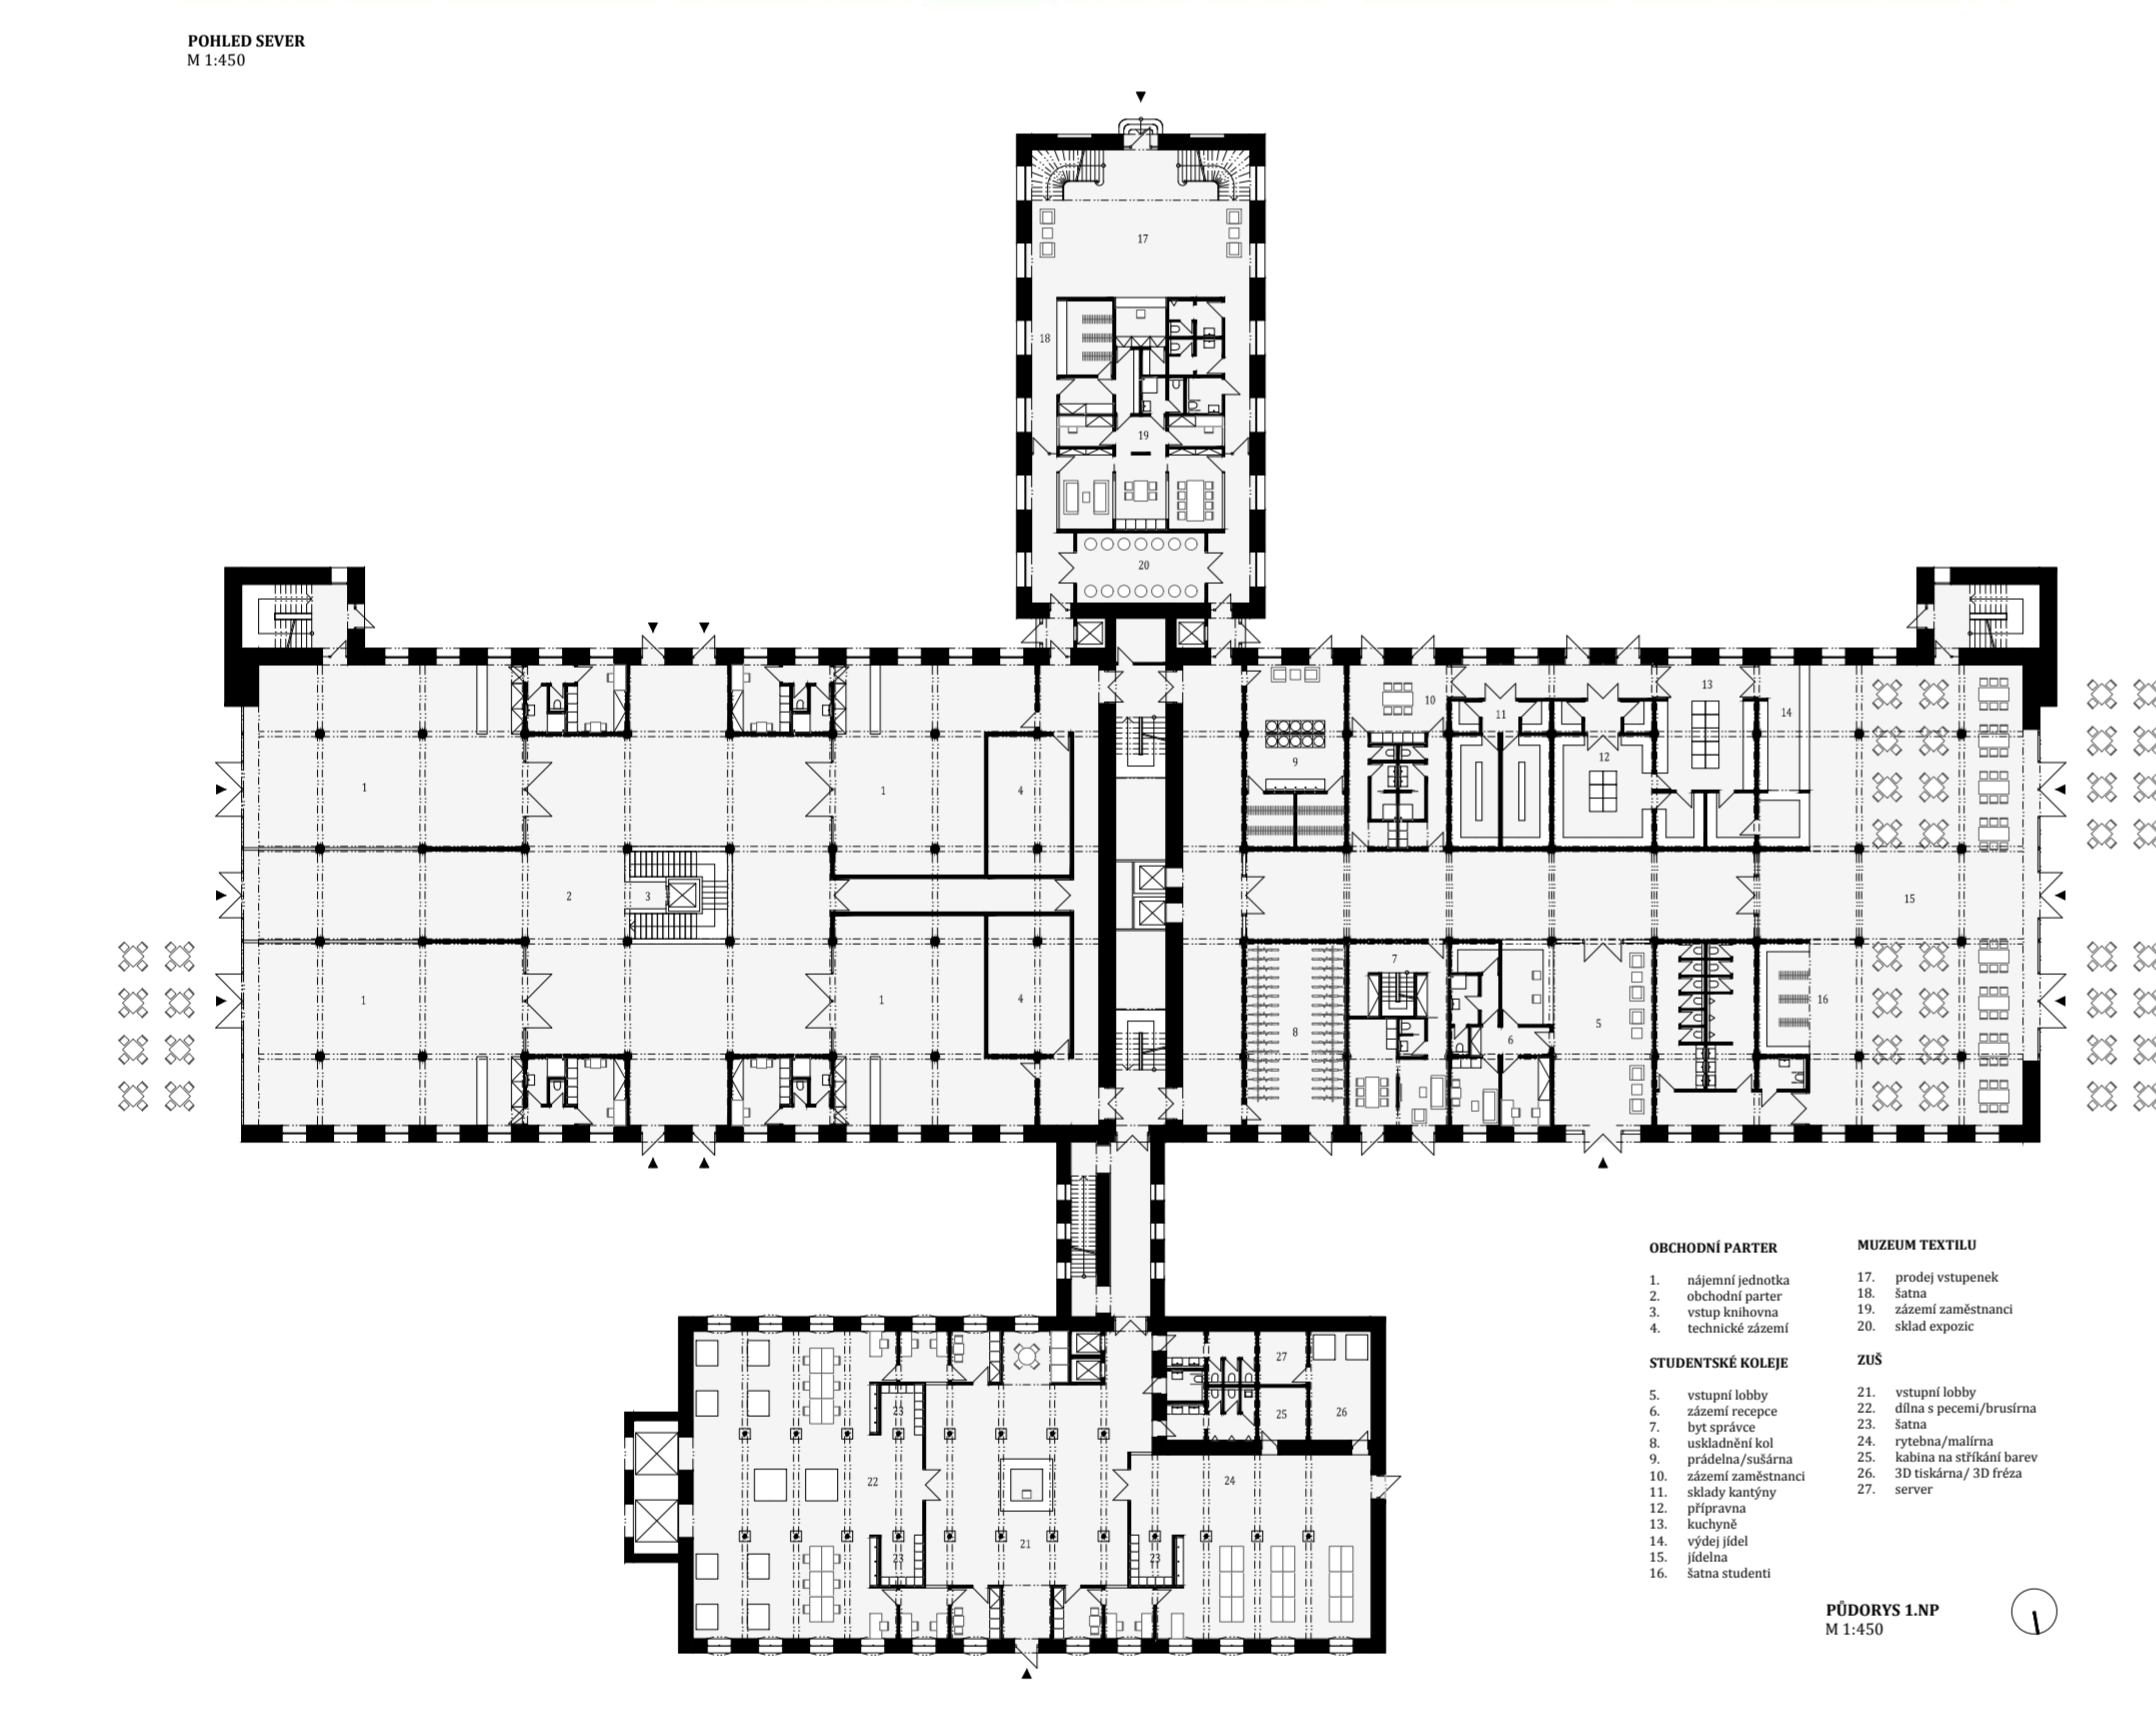 POHLED SEVER
M 1:450
17
18
19
20
13
10
14
11
12
9
1
1
4
2
3
15
7
1
1
4
16
5
8
6
27
23
25
26
22
24
21
23
23
OBCHODNÍ PARTER
1. nájemní jednotka
2. obchodní parter
3. vstup knihovna
4. technické zázemí
STUDENTSKÉ KOLEJE
5. vstupní lobby
6. zázemí recepce
7. byt správce
8. uskladnění kol
9. prádelna/sušárna
10. zázemí zaměstnanci
11. sklady kantýny
12. přípravna
13. kuchyně
14. výdej jídel
15. jídelna
16. šatna studenti
MUZEUM TEXTILU
17. prodej vstupenek
18. šatna
19. zázemí zaměstnanci
20. sklad expozic
ZUŠ
21. vstupní lobby
22. dílna s pecemi/brusírna
23. šatna
24. rytebna/malírna
25. kabina na stříkání barev
26. 3D tiskárna/ 3D fréza
27. server
PŮDORYS 1.NP
M 1:450